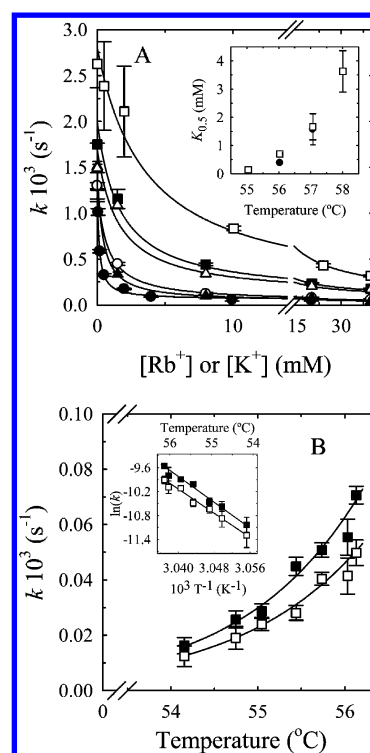 A
k 10³ (s⁻¹)
3.0
2.5
2.0
1.5
1.0
0.5
0.0
K₀.₅ (mM)
4
3
2
1
0
55 56 57 58
Temperature (ºC)
0 5 10 15 30
[Rb⁺] or [K⁺] (mM)
B
k 10³ (s⁻¹)
0.10
0.08
0.06
0.04
0.02
0.00
Temperature (ºC)
56 55 54
ln(k)
-9.6
-10.2
-10.8
-11.4
3.040 3.048 3.056
10³ T⁻¹ (K⁻¹)
0 54 55 56
Temperature (°C)